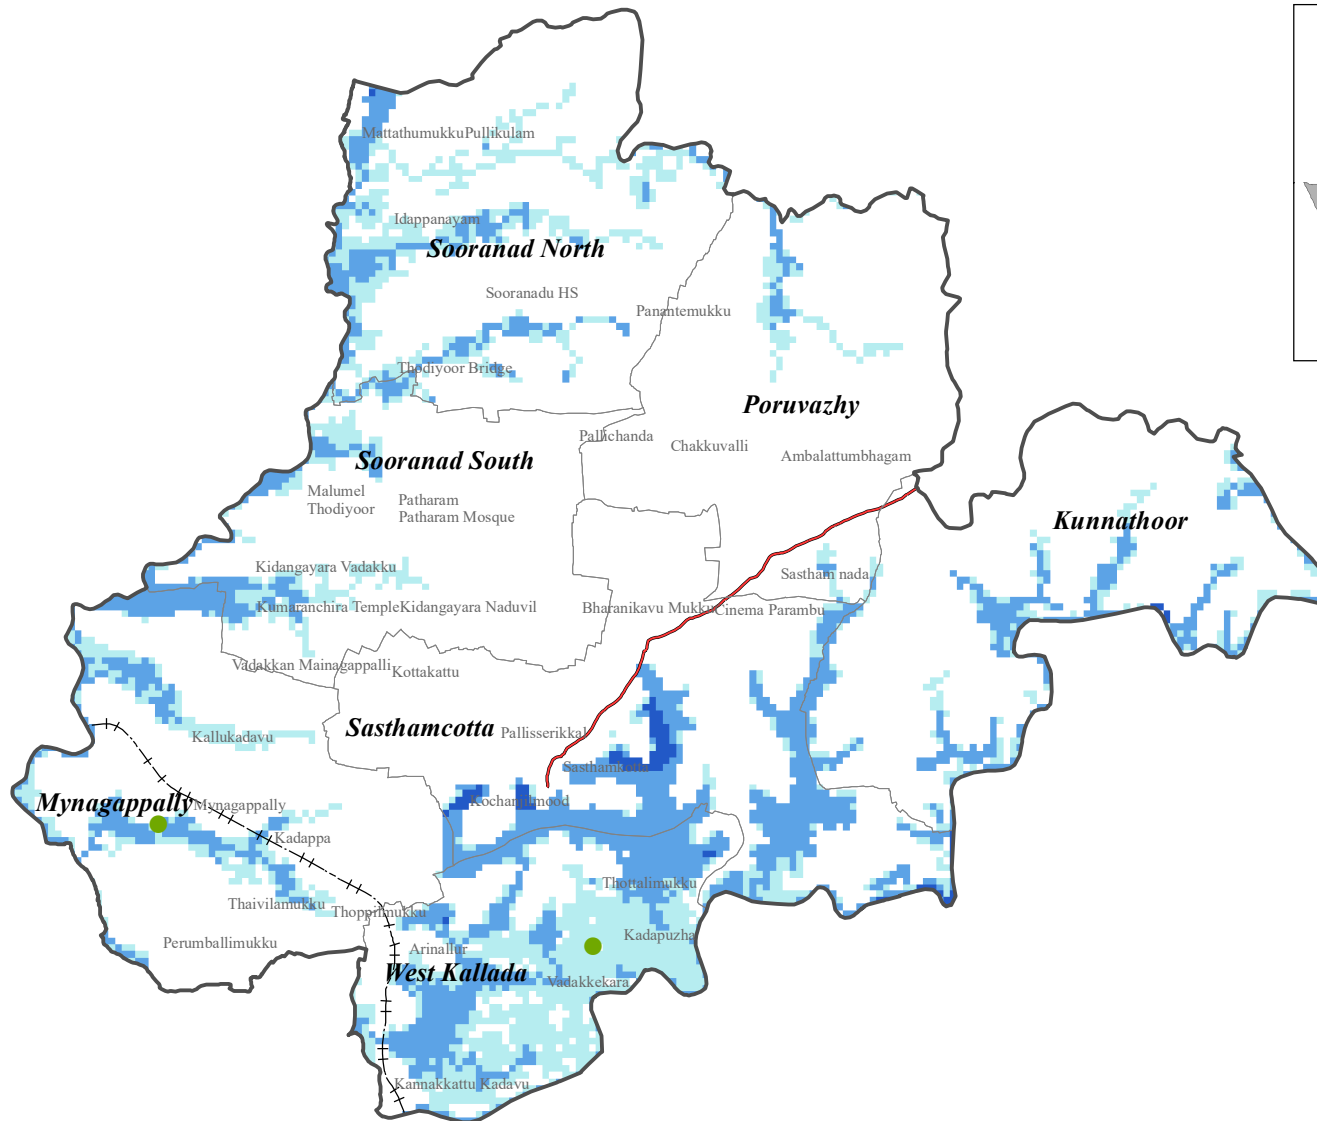 MattathumukkuPullikulam
Idappanayam
Sooranad North
Sooranadu HS
Panantemukku
Thodiyoor Bridge
Poruvazhy
Pallichanda
Chakkuvalli
Ambalattumbhagam
Sooranad South
Malumel
Thodiyoor
Patharam
Patharam Mosque
Kunnathoor
Kidangayara Vadakku
Sastham nada
Kumaranchira TempleKidangayara Naduvil
Bharanikavu Mukku
Cinema Parambu
Vadakkan Mainagappalli
Kottakattu
Sasthamcotta
Pallisserikkal
Kallukadavu
Sasthamkotta
Mynagappally
Mynagappally
Kochanjilmood
Kadappa
Thottalimukku
Thaivilamukku
Thoppilmukku
Perumballimukku
Arinallur
Kadapuzha
West Kallada
Vadakkekara
Kannakkattu Kadavu